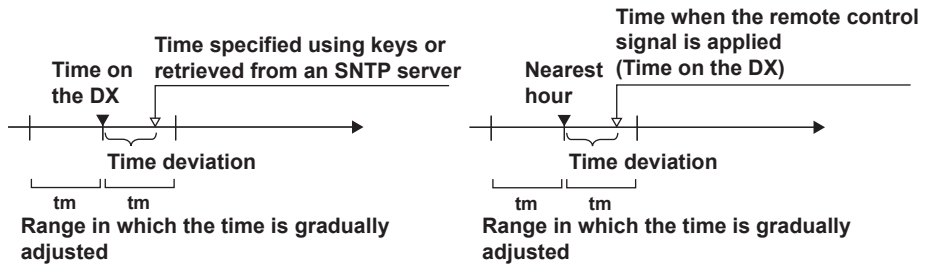 Time specified using keys or
retrieved from an SNTP server
Time on
the DX
Time deviation
tm
tm
Range in which the time is gradually
adjusted
Time when the remote control
signal is applied
(Time on the DX)
Nearest
hour
Time deviation
tm
tm
Range in which the time is gradually
adjusted